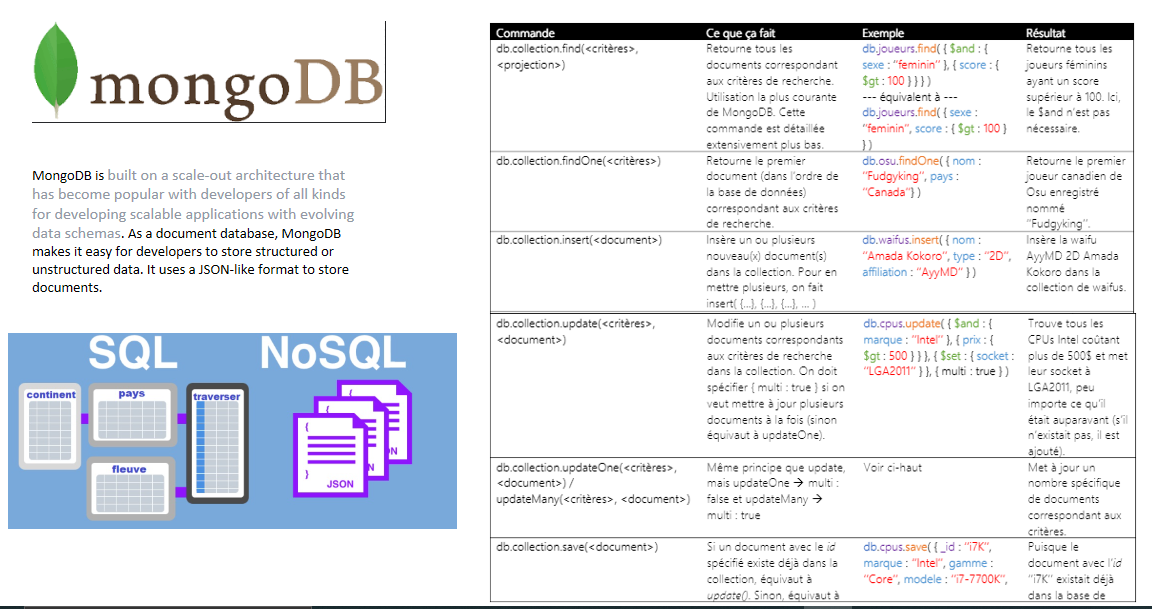 mongoDB
MongoDB is built on a scale-out architecture that
has become popular with developers of all kinds
for developing scalable applications with evolving
data schemas. As a document database, MongoDB
makes it easy for developers to store structured or
unstructured data. It uses a JSON-like format to store
documents.
SQL
NoSQL
continent
pays
traverser
fleuve
{
}
JSON
ON
N
Commande
Ce que ça fait
Exemple
Résultat
db.collection.find(<critères>,
<projection>)
Retourne tous les
documents correspondant
aux critères de recherche.
Utilisation la plus courante
de MongoDB. Cette
commande est détaillée
extensivement plus bas.
db.joueurs.find( { $and : {
sexe : "feminin" }, { score : {
$gt : 100 } } } )
--- équivalent à ---
db.joueurs.find( { sexe :
"feminin", score : { $gt : 100 }
} )
Retourne tous les
joueurs féminins
ayant un score
supérieur à 100. Ici,
le $and n'est pas
nécessaire.
db.collection.findOne(<critères>)
Retourne le premier
document (dans l'ordre de
la base de données)
correspondant aux critères
de recherche.
db.osu.findOne( { nom :
"Fudgyking", pays :
"Canada"} )
Retourne le premier
joueur canadien de
Osu enregistré
nommé
"Fudgyking".
db.collection.insert(<document>)
Insère un ou plusieurs
nouveau(x) document(s)
dans la collection. Pour en
mettre plusieurs, on fait
insert( {...}, {...}, {...}, ... )
db.waifus.insert( { nom :
"Amada Kokoro", type : "2D",
affiliation : "AyyMD" } )
Insère la waifu
AyyMD 2D Amada
Kokoro dans la
collection de waifus.
db.collection.update(<critères>,
<document>)
Modifie un ou plusieurs
documents correspondants
aux critères de recherche
dans la collection. On doit
spécifier { multi : true } si on
veut mettre à jour plusieurs
documents à la fois (sinon
équivaut à updateOne).
db.cpus.update( { $and : {
marque : "Intel" }, { prix : {
$gt : 500 } } }, { $set : { socket :
"LGA2011" } }, { multi : true } )
Trouve tous les
CPUs Intel coûtant
plus de 500$ et met
leur socket à
LGA2011, peu
importe ce qu'il
était auparavant (s'il
n'existait pas, il est
ajouté).
db.collection.updateOne(<critères>,
<document>) /
updateMany(<critères>, <document>)
Même principe que update,
mais updateOne → multi :
false et updateMany →
multi : true
Voir ci-haut
Met à jour un
nombre spécifique
de documents
correspondant aux
critères.
db.collection.save(<document>)
Si un document avec le id
spécifié existe déjà dans la
collection, équivaut à
update(). Sinon, équivaut à
db.cpus.save( { _id : "i7K",
marque : "Intel", gamme :
"Core", modele : "i7-7700K",
Puisque le
document avec l'id
"i7K" existait déjà
dans la base de